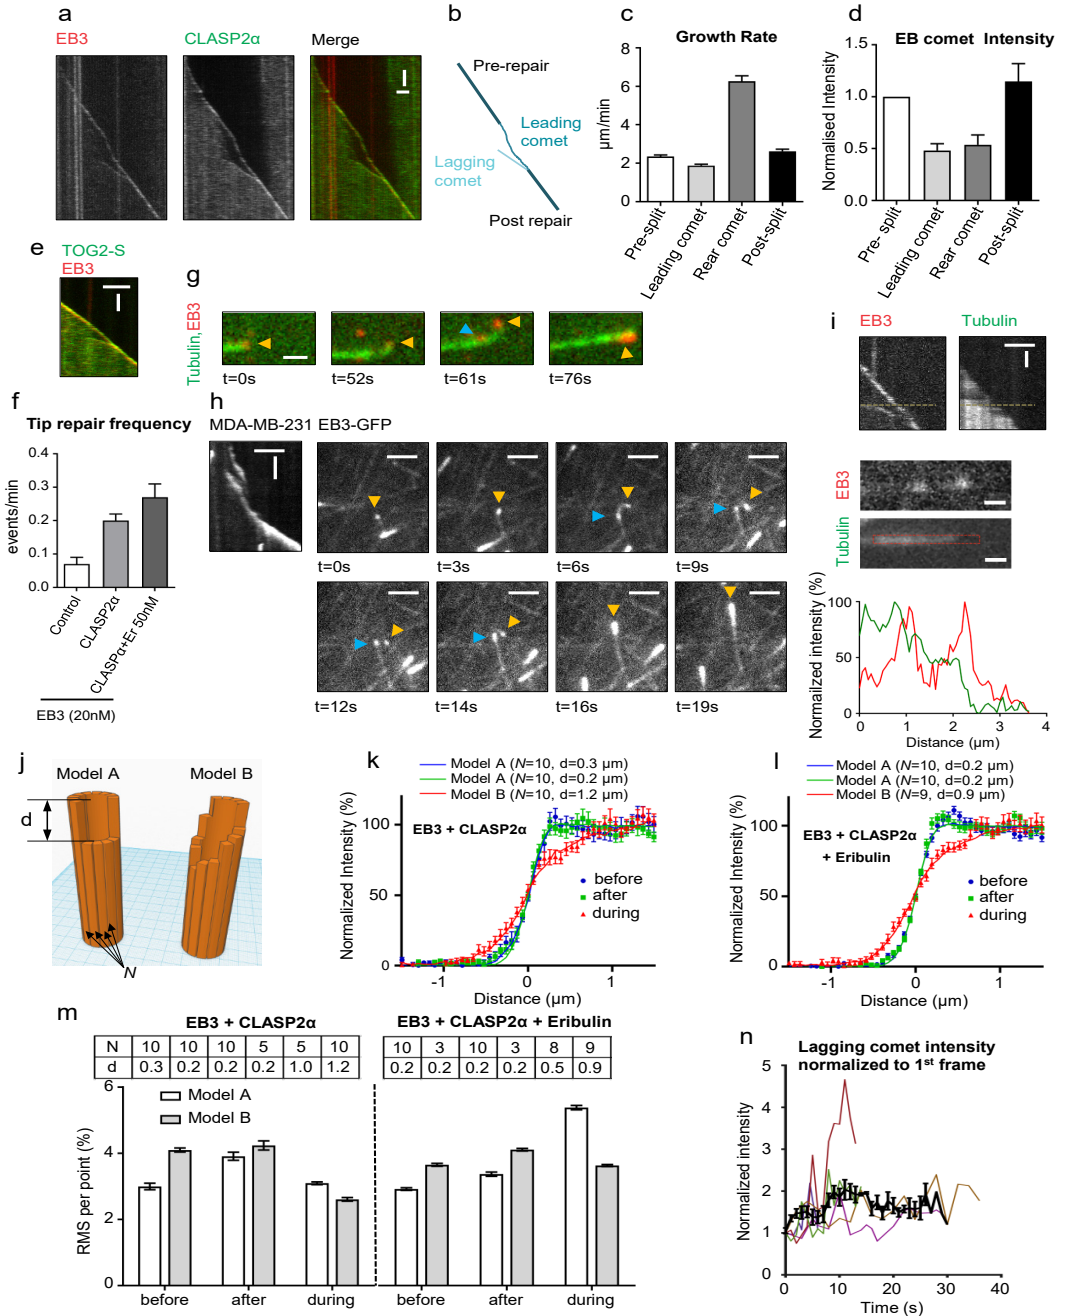 a
EB3
CLASP2α
Merge
b
Pre-repair
Leading
comet
Lagging
comet
Post repair
c
Growth Rate
µm/min
8
6
4
2
0
Pre-split
Leading comet
Rear comet
Post-split
d
EB comet Intensity
Normalised Intensity
1.5
1.0
0.5
0.0
Pre- split
Leading comet
Rear comet
Post-split
e
TOG2-S
EB3
f
Tip repair frequency
events/min
0.4
0.3
0.2
0.1
0.0
Control
CLASP2α
CLASPα+Er 50nM
EB3 (20nM)
g
Tubulin, EB3
t=0s
t=52s
t=61s
t=76s
h
MDA-MB-231 EB3-GFP
t=0s
t=3s
t=6s
t=9s
t=12s
t=14s
t=16s
t=19s
i
EB3
Tubulin
EB3
Tubulin
Normalized intensity (%)
100
50
0
0 1 2 3 4
Distance (µm)
j
Model A
Model B
d
N
k
Model A (N=10, d=0.3 µm)
Model A (N=10, d=0.2 µm)
Model B (N=10, d=1.2 µm)
Normalized Intensity (%)
EB3 + CLASP2α
before
after
during
100
50
0
-1 0 1
Distance (µm)
l
Model A (N=10, d=0.2 µm)
Model A (N=10, d=0.2 µm)
Model B (N=9, d=0.9 µm)
Normalized Intensity (%)
EB3 + CLASP2α
+ Eribulin
before
after
during
100
50
0
-1 0 1
Distance (µm)
m
EB3 + CLASP2α
N 10 10 10 5 5 10
d 0.3 0.2 0.2 0.2 1.0 1.2
EB3 + CLASP2α + Eribulin
10 3 10 3 8 9
0.2 0.2 0.2 0.2 0.5 0.9
RMS per point (%)
6
4
2
0
Model A
Model B
before after during
before after during
n
Lagging comet intensity
normalized to 1st frame
Normalized intensity
5
4
3
2
1
0
0 10 20 30 40
Time (s)